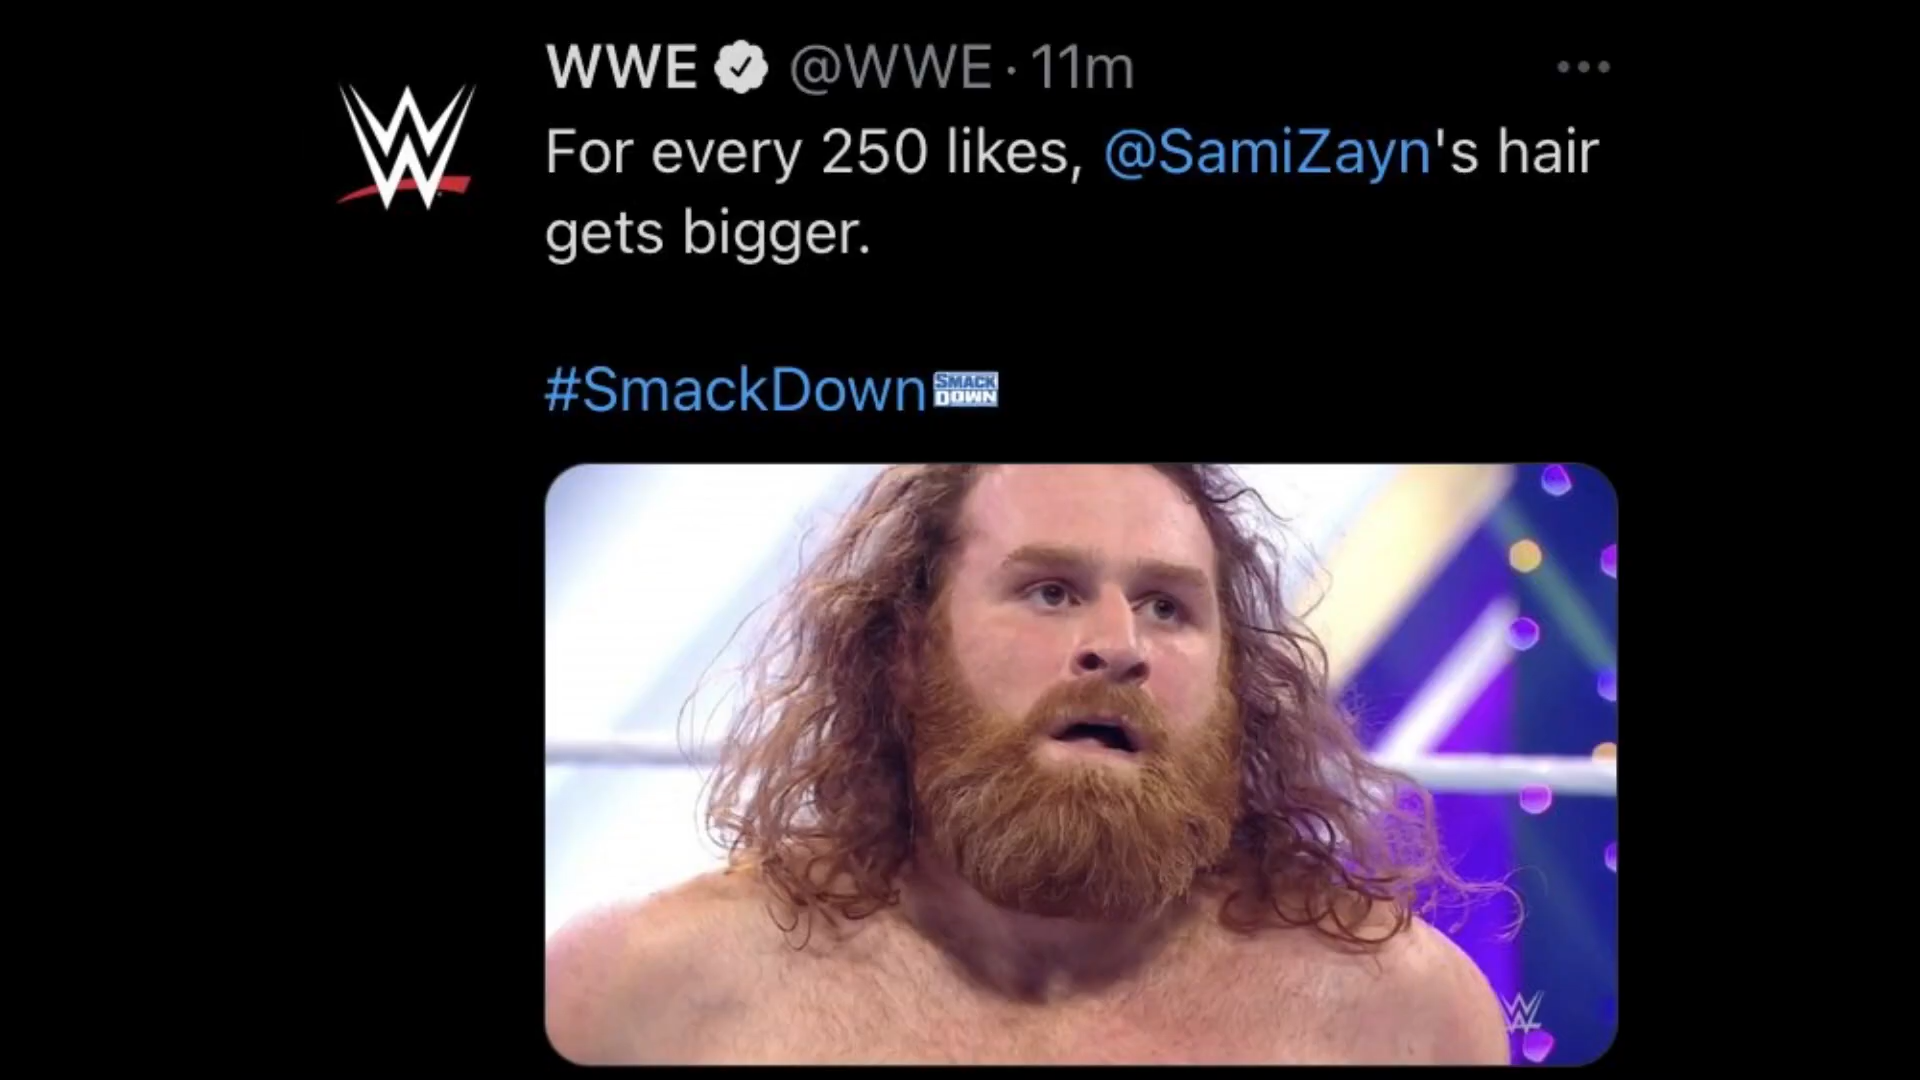 WWE @WWE · 11m
For every 250 likes, @SamiZayn's hair
gets bigger.
#SmackDown SMACK DOWN
W
W